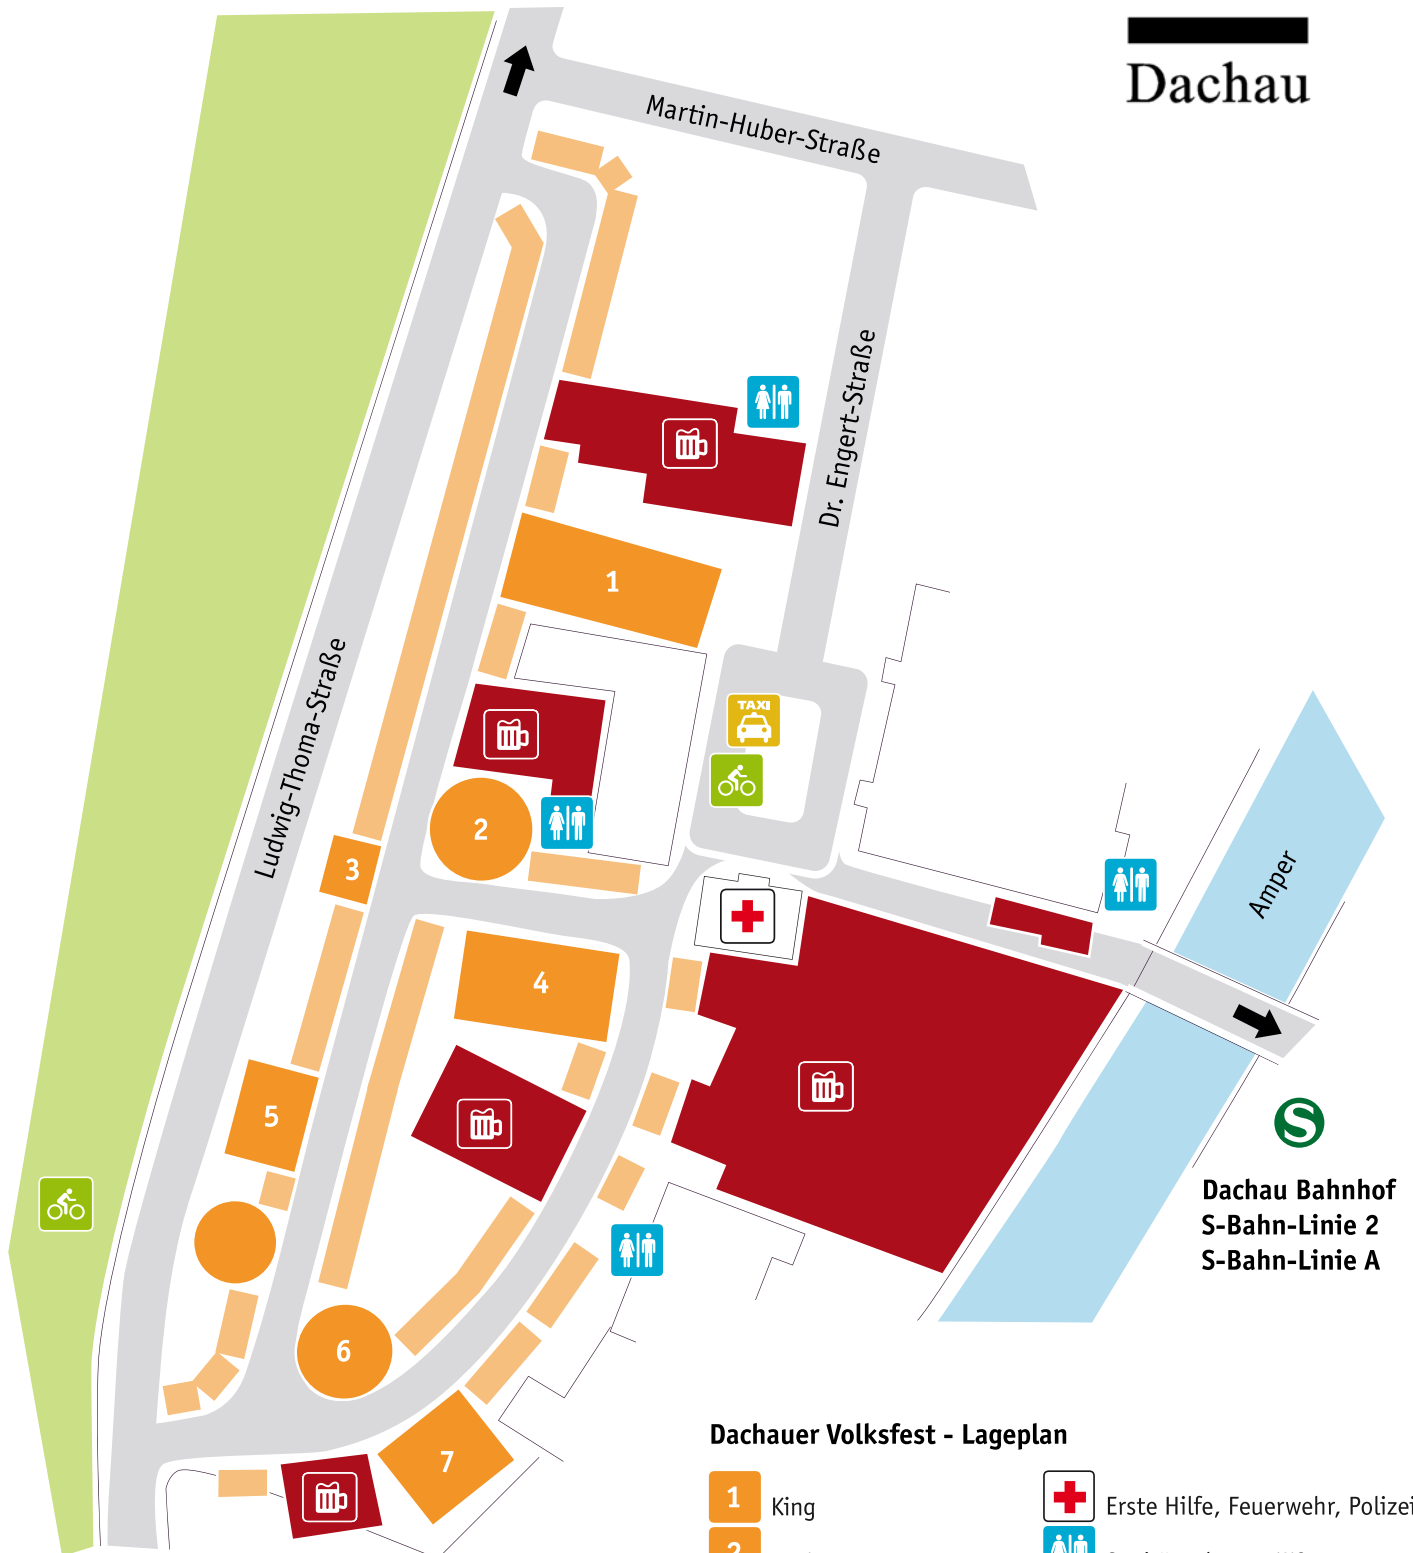 Dachau
Martin-Huber-Straße
Dr. Engert-Straße
1
TAXI
Ludwig-Thoma-Straße
2
3
Amper
4
5
S
Dachau Bahnhof
S-Bahn-Linie 2
S-Bahn-Linie A
6
7
Dachauer Volksfest - Lageplan
1 King
Erste Hilfe, Feuerwehr, Polizei
2